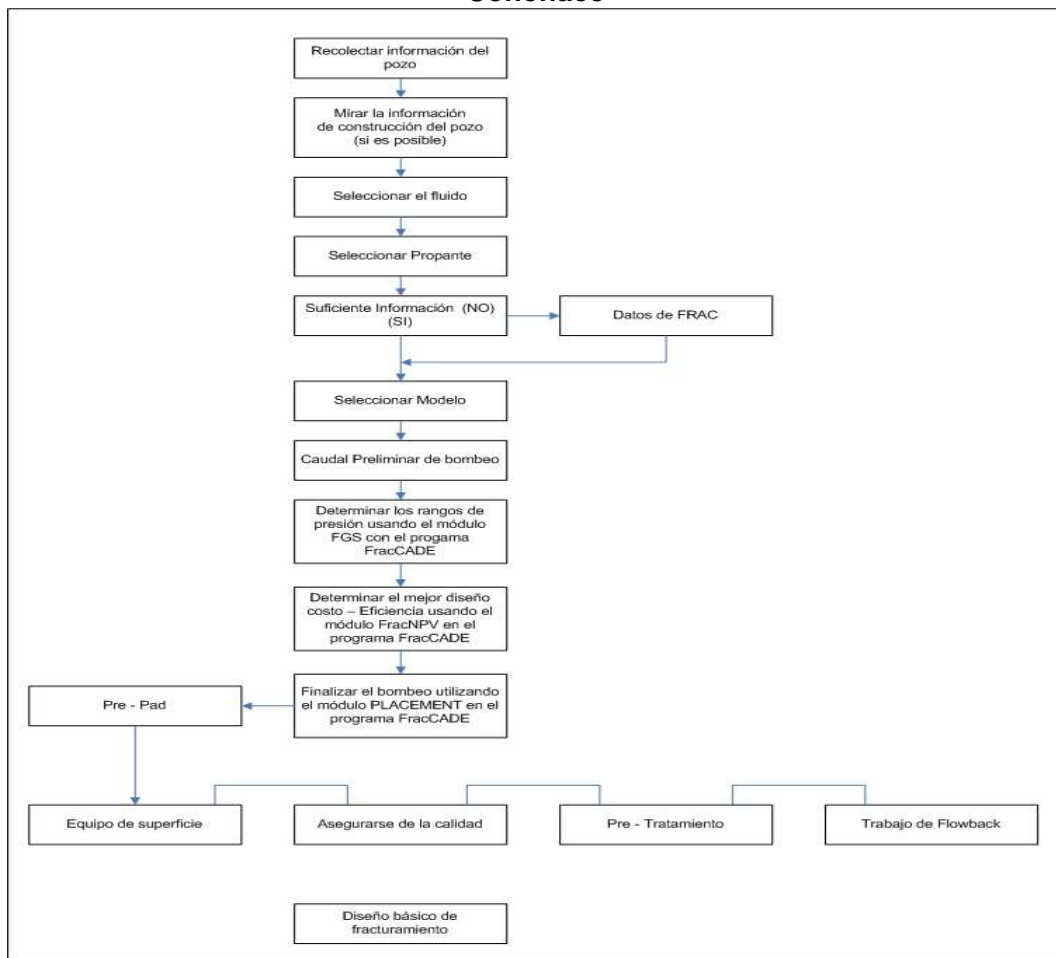 Recolectar información del
pozo
Mirar la información
de construcción del pozo
(si es posible)
Seleccionar el fluido
Seleccionar Propante
Suficiente Información (NO)
(SI)
Datos de FRAC
Seleccionar Modelo
Caudal Preliminar de bombeo
Determinar los rangos de
presión usando el módulo
FGS con el progama
FracCADE
Determinar el mejor diseño
costo – Eficiencia usando el
módulo FracNPV en el
programa FracCADE
Finalizar el bombeo utilizando
el módulo PLACEMENT en el
programa FracCADE
Pre - Pad
Equipo de superficie
Asegurarse de la calidad
Pre - Tratamiento
Trabajo de Flowback
Diseño básico de
fracturamiento